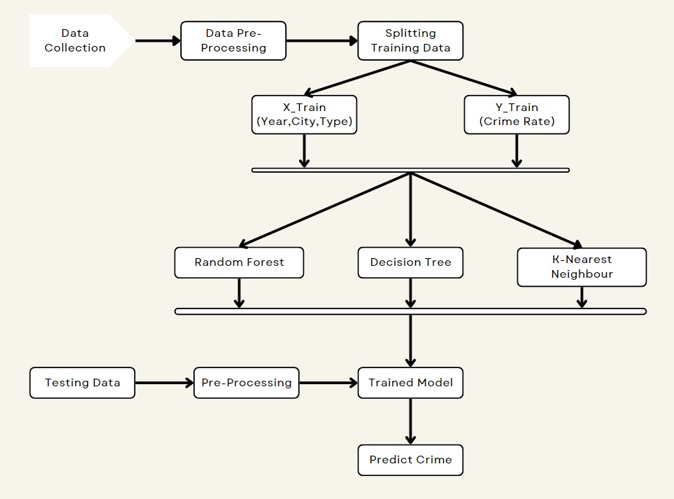 Data
Collection
Data Pre-
Processing
Splitting
Training Data
X_Train
(Year,City,Type)
Y_Train
(Crime Rate)
Random Forest
Decision Tree
K-Nearest
Neighbour
Testing Data
Pre-Processing
Trained Model
Predict Crime